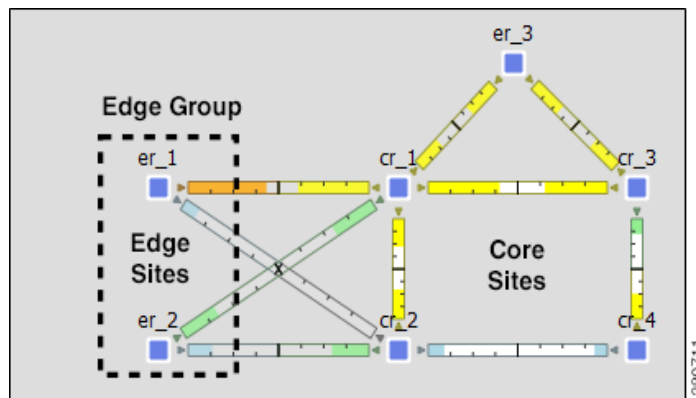 er_3
Edge Group
er_1
cr_1
cr_3
Edge
Sites
Core
Sites
er_2
cr_2
cr_4